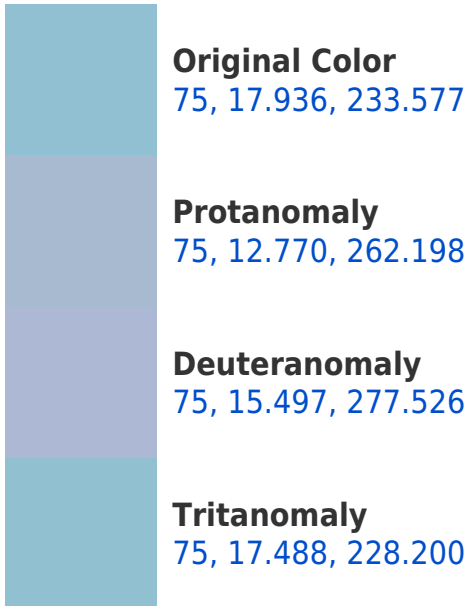 Original Color
75, 17.936, 233.577
Protanomaly
75, 12.770, 262.198
Deuteranomaly
75, 15.497, 277.526
Tritanomaly
75, 17.488, 228.200